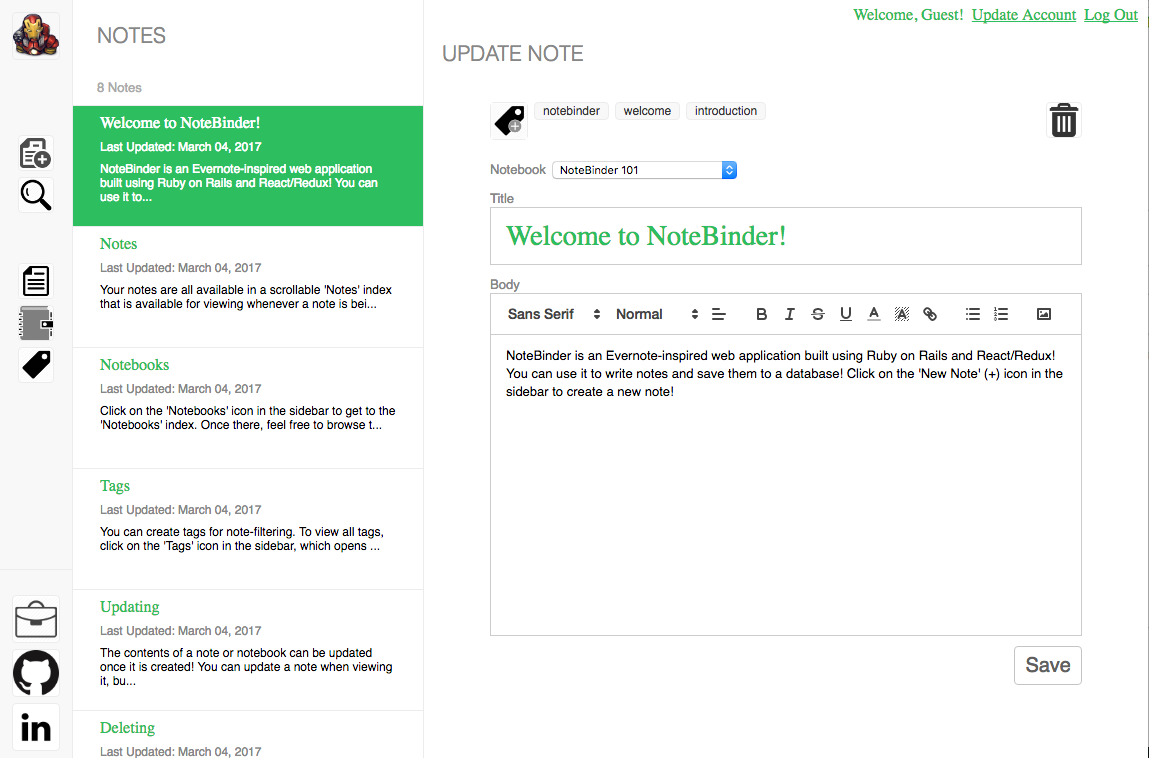 Welcome, Guest! Update Account Log Out
NOTES
8 Notes
Welcome to NoteBinder!
Last Updated: March 04, 2017
NoteBinder is an Evernote-inspired web application
built using Ruby on Rails and React/Redux! You can
use it to...
Notes
Last Updated: March 04, 2017
Your notes are all available in a scrollable 'Notes' index
that is available for viewing whenever a note is bei...
Notebooks
Last Updated: March 04, 2017
Click on the 'Notebooks' icon in the sidebar to get to the
'Notebooks' index. Once there, feel free to browse t...
Tags
Last Updated: March 04, 2017
You can create tags for note-filtering. To view all tags,
click on the 'Tags' icon in the sidebar, which opens ...
Updating
Last Updated: March 04, 2017
The contents of a note or notebook can be updated
once it is created! You can update a note when viewing
it, bu...
Deleting
Last Updated: March 04, 2017
in
UPDATE NOTE
notebinder welcome introduction
Notebook NoteBinder 101
Title
Welcome to NoteBinder!
Body
Sans Serif Normal B I S U A A
NoteBinder is an Evernote-inspired web application built using Ruby on Rails and React/Redux!
You can use it to write notes and save them to a database! Click on the 'New Note' (+) icon in the
sidebar to create a new note!
Save